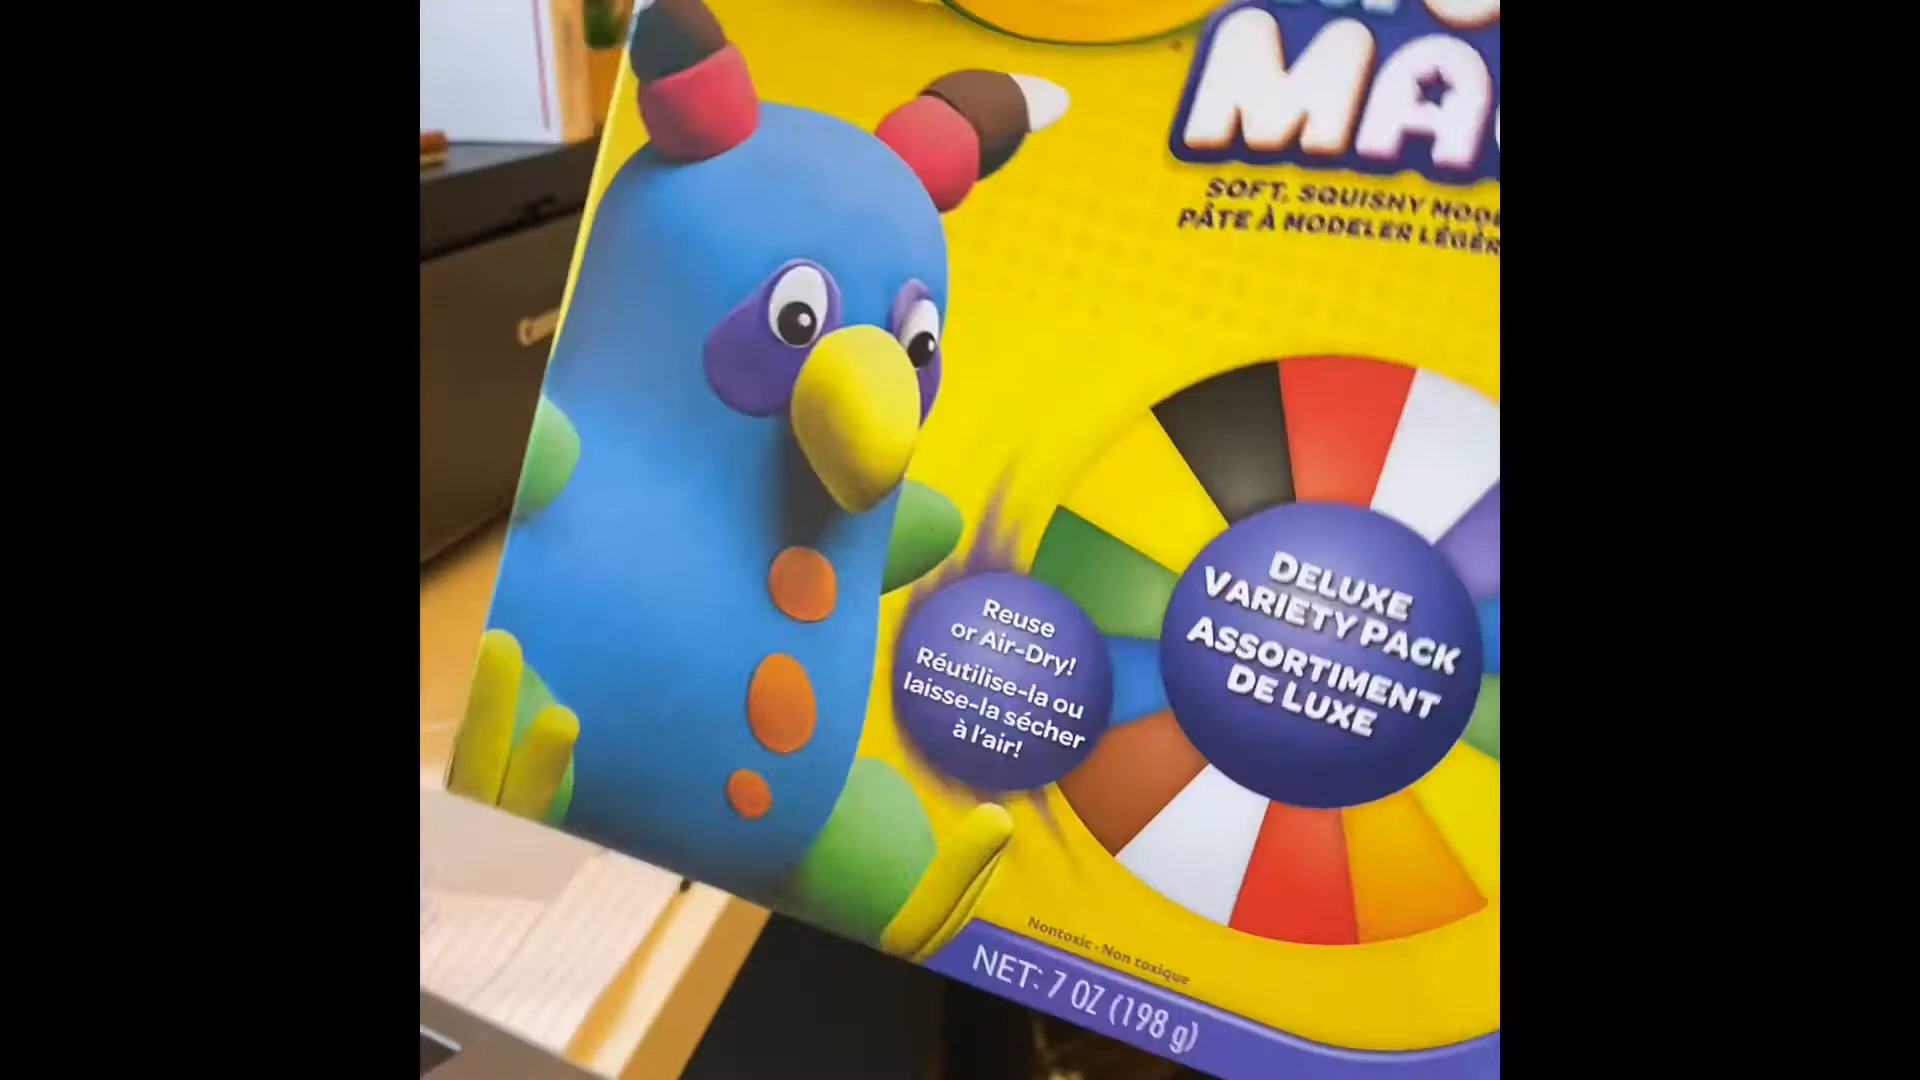 MA
SOFT, SQUISHY MODE
PÂTE À MODELER LÉGÈR
DELUXE
VARIETY PACK
ASSORTIMENT
DE LUXE
Reuse
or Air-Dry!
Réutilise-la ou
laisse-la sécher
à l'air!
Nontoxic - Non toxique
NET: 7 OZ (198 g)